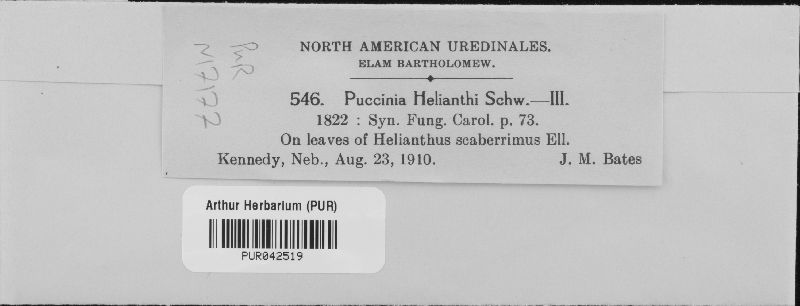 NORTH AMERICAN UREDINALES.
ELAM BARTHOLOMEW.
546. Puccinia Helianthi Schw.—III.
1822 : Syn. Fung. Carol. p. 73.
On leaves of Helianthus scaberrimus Ell.
Kennedy, Neb., Aug. 23, 1910. J. M. Bates
PUR
N17177
Arthur Herbarium (PUR)
PUR042519